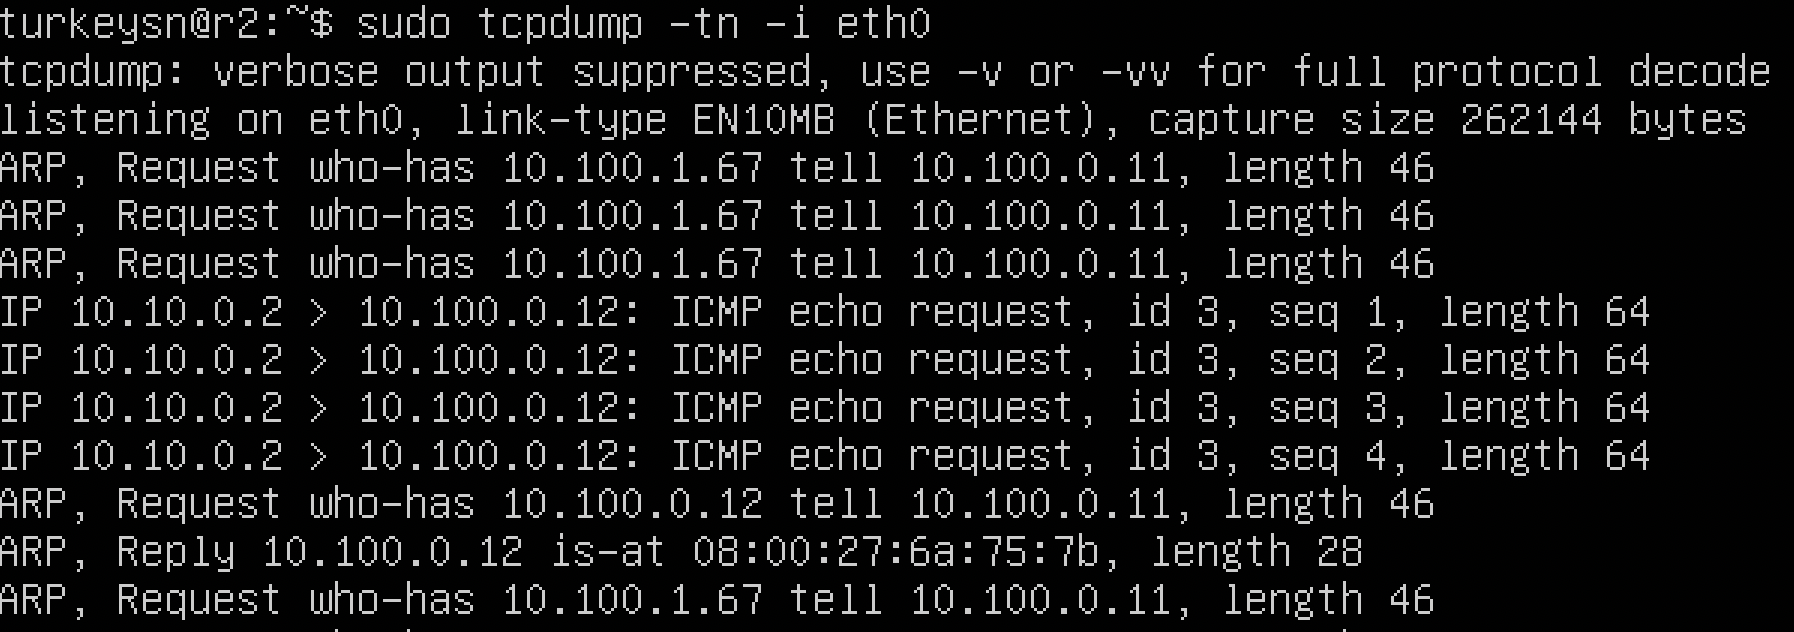 turkeysn@r2:~$ sudo tcpdump -tn -i eth0
tcpdump: verbose output suppressed, use -v or -vv for full protocol decode
listening on eth0, link-type EN10MB (Ethernet), capture size 262144 bytes
ARP, Request who-has 10.100.1.67 tell 10.100.0.11, length 46
ARP, Request who-has 10.100.1.67 tell 10.100.0.11, length 46
ARP, Request who-has 10.100.1.67 tell 10.100.0.11, length 46
IP 10.10.0.2 > 10.100.0.12: ICMP echo request, id 3, seq 1, length 64
IP 10.10.0.2 > 10.100.0.12: ICMP echo request, id 3, seq 2, length 64
IP 10.10.0.2 > 10.100.0.12: ICMP echo request, id 3, seq 3, length 64
IP 10.10.0.2 > 10.100.0.12: ICMP echo request, id 3, seq 4, length 64
ARP, Request who-has 10.100.0.12 tell 10.100.0.11, length 46
ARP, Reply 10.100.0.12 is-at 08:00:27:6a:75:7b, length 28
ARP, Request who-has 10.100.1.67 tell 10.100.0.11, length 46